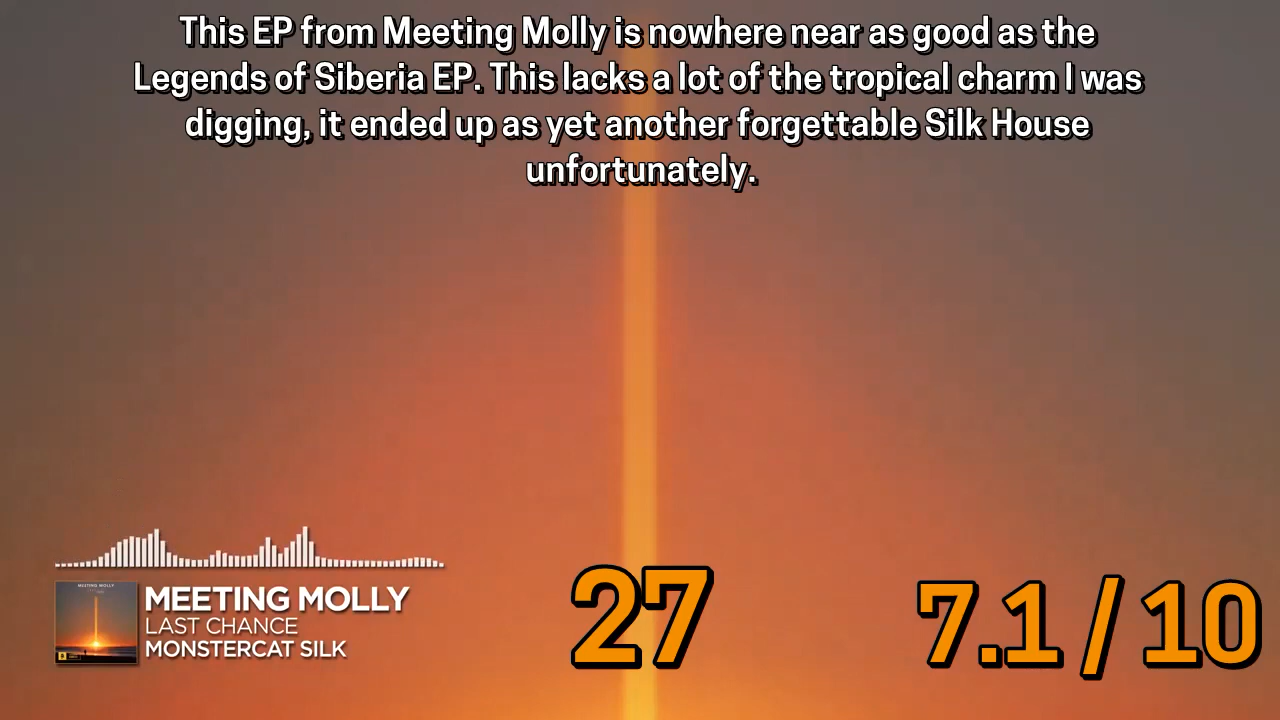 This EP from Meeting Molly is nowhere near as good as the
Legends of Siberia EP. This lacks a lot of the tropical charm I was
digging, it ended up as yet another forgettable Silk House
unfortunately.
MEETING MOLLY
MEETING MOLLY
LAST CHANCE
MONSTERCAT SILK
27
7.1 / 10